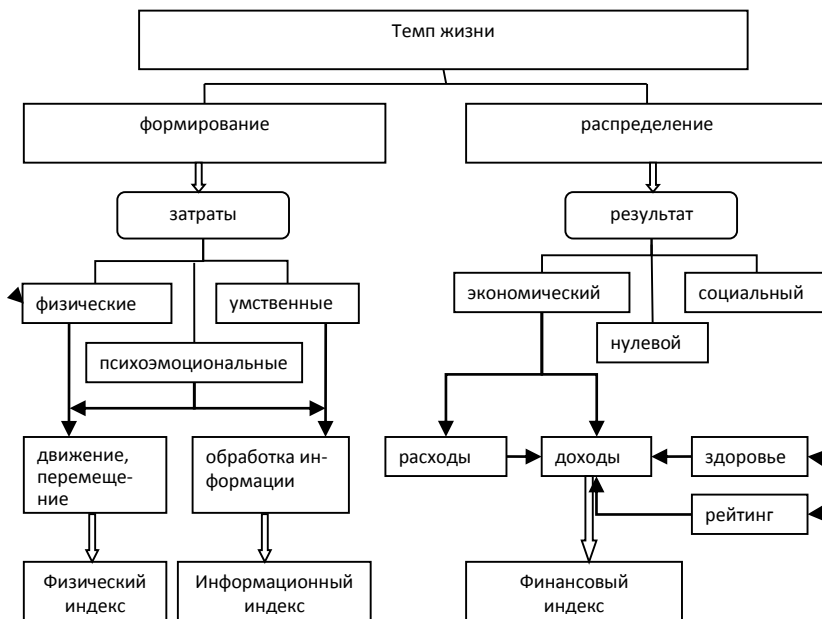 Темп жизни
формирование
распределение
затраты
результат
физические
умственные
экономический
социальный
нулевой
психоэмоциональные
движение,
перемеще-
ние
обработка ин-
формации
расходы
доходы
здоровье
рейтинг
Физический
индекс
Информационный
индекс
Финансовый
индекс